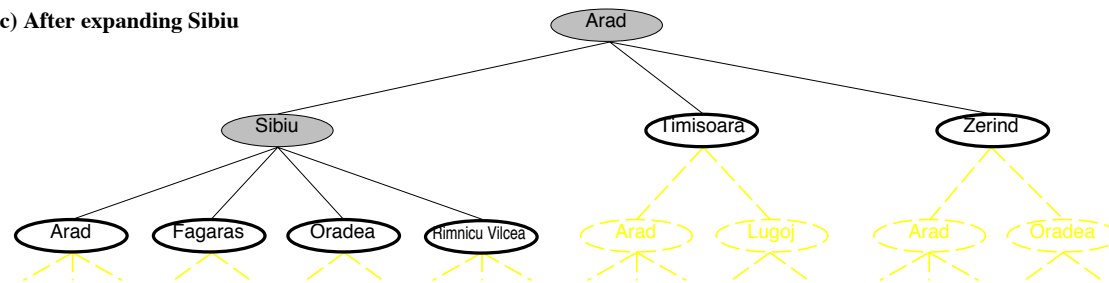 c) After expanding Sibiu
Arad
Sibiu
Timisoara
Zerind
Arad
Fagaras
Oradea
Rimnicu Vilcea
Arad
Lugoj
Arad
Oradea